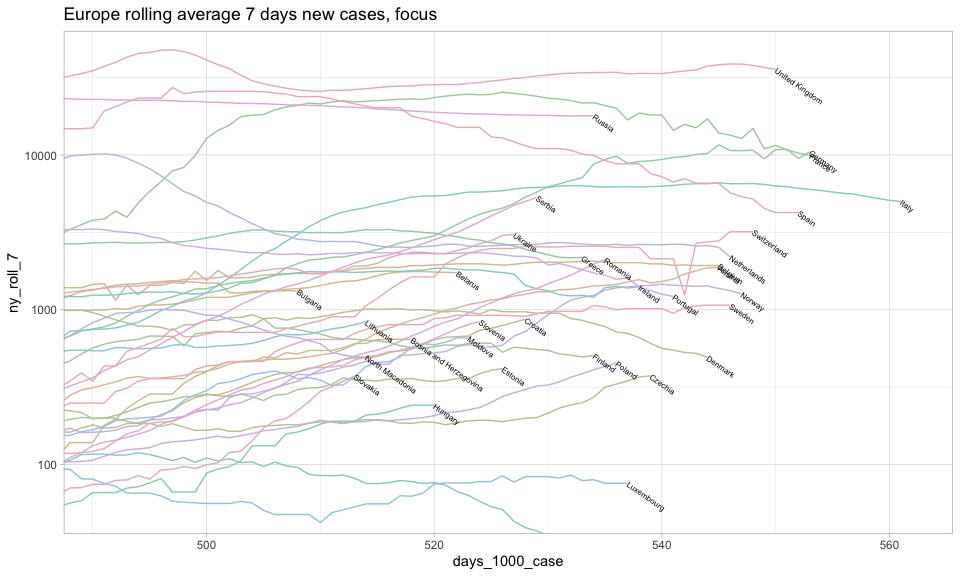 Europe rolling average 7 days new cases, focus
ny_roll_7
10000
1000
100
United Kingdom
Russia
Germany
France
Italy
Serbia
Spain
Ukraine
Switzerland
Greece
Romania
Netherlands
Belarus
Bulgaria
Ireland
Portugal
Norway
Sweden
Lithuania
Slovenia
Croatia
Bosnia and Herzegovina
Moldova
North Macedonia
Slovakia
Estonia
Finland
Poland
Czechia
Denmark
Hungary
Luxembourg
500
520
540
560
days_1000_case